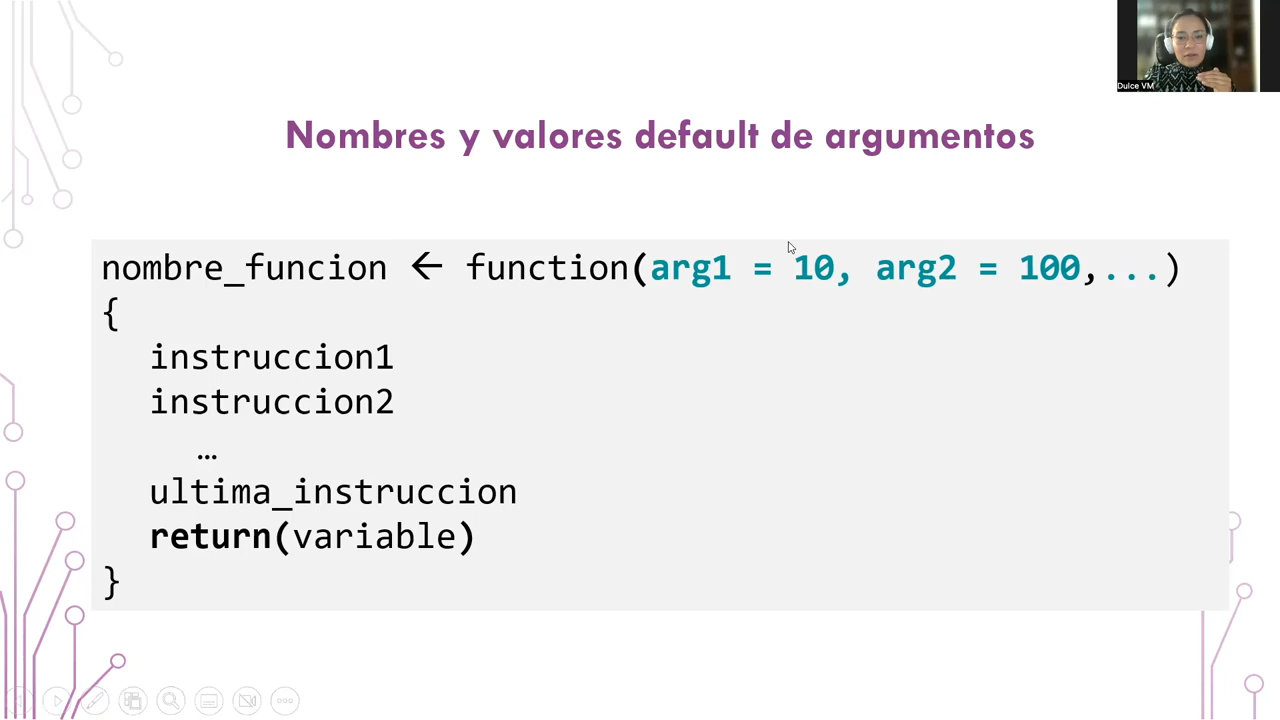 Dulce VM
Nombres y valores default de argumentos
nombre_funcion ← function(arg1 = 10, arg2 = 100,...)
{
instruccion1
instruccion2
…
ultima_instruccion
return(variable)
}